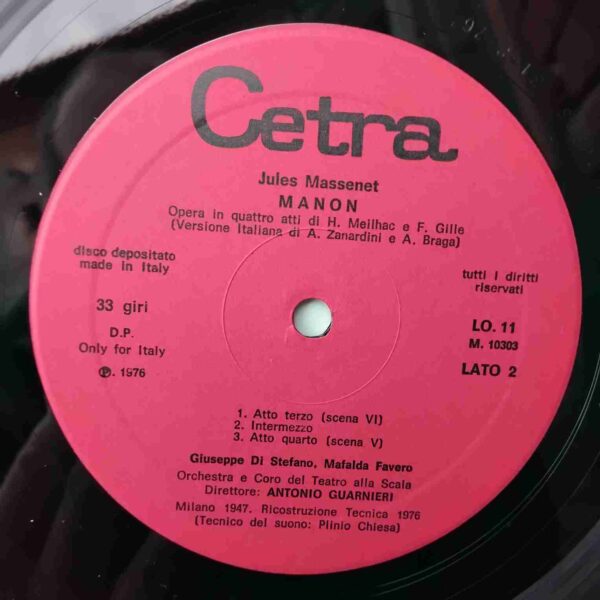 Cetra
Jules Massenet
MANON
Opera in quattro atti di H. Meilhac e F. Gille
(Versione Italiana di A. Zanardini e A. Braga)
disco depositato
made in Italy
33 giri
D.P.
Only for Italy
Ⓟ. 1976
tutti i diritti
riservati
LO. 11
M. 10303
LATO 2
1. Atto terzo (scena VI)
2. Intermezzo
3. Atto quarto (scena V)
Giuseppe Di Stefano, Mafalda Favero
Orchestra e Coro del Teatro alla Scala
Direttore: ANTONIO GUARNIERI
Milano 1947. Ricostruzione Tecnica 1976
(Tecnico del suono: Plinio Chiesa)